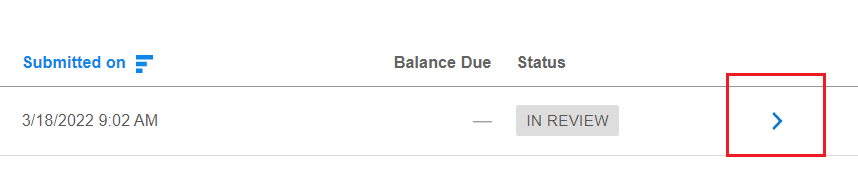 Submitted on Balance Due Status
3/18/2022 9:02 AM — IN REVIEW